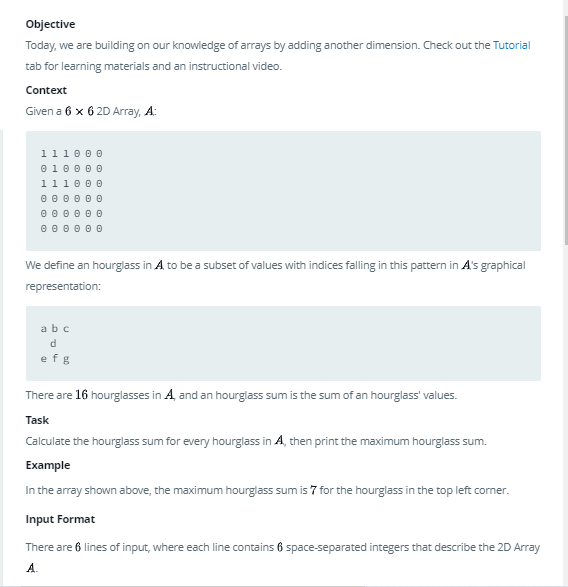 Objective
Today, we are building on our knowledge of arrays by adding another dimension. Check out the Tutorial
tab for learning materials and an instructional video.
Context
Given a 6 × 6 2D Array, A:
1 1 1 0 0 0
0 1 0 0 0 0
1 1 1 0 0 0
0 0 0 0 0 0
0 0 0 0 0 0
0 0 0 0 0 0
We define an hourglass in A to be a subset of values with indices falling in this pattern in A's graphical
representation:
a b c
d
e f g
There are 16 hourglasses in A, and an hourglass sum is the sum of an hourglass' values.
Task
Calculate the hourglass sum for every hourglass in A, then print the maximum hourglass sum.
Example
In the array shown above, the maximum hourglass sum is 7 for the hourglass in the top left corner.
Input Format
There are 6 lines of input, where each line contains 6 space-separated integers that describe the 2D Array
A.